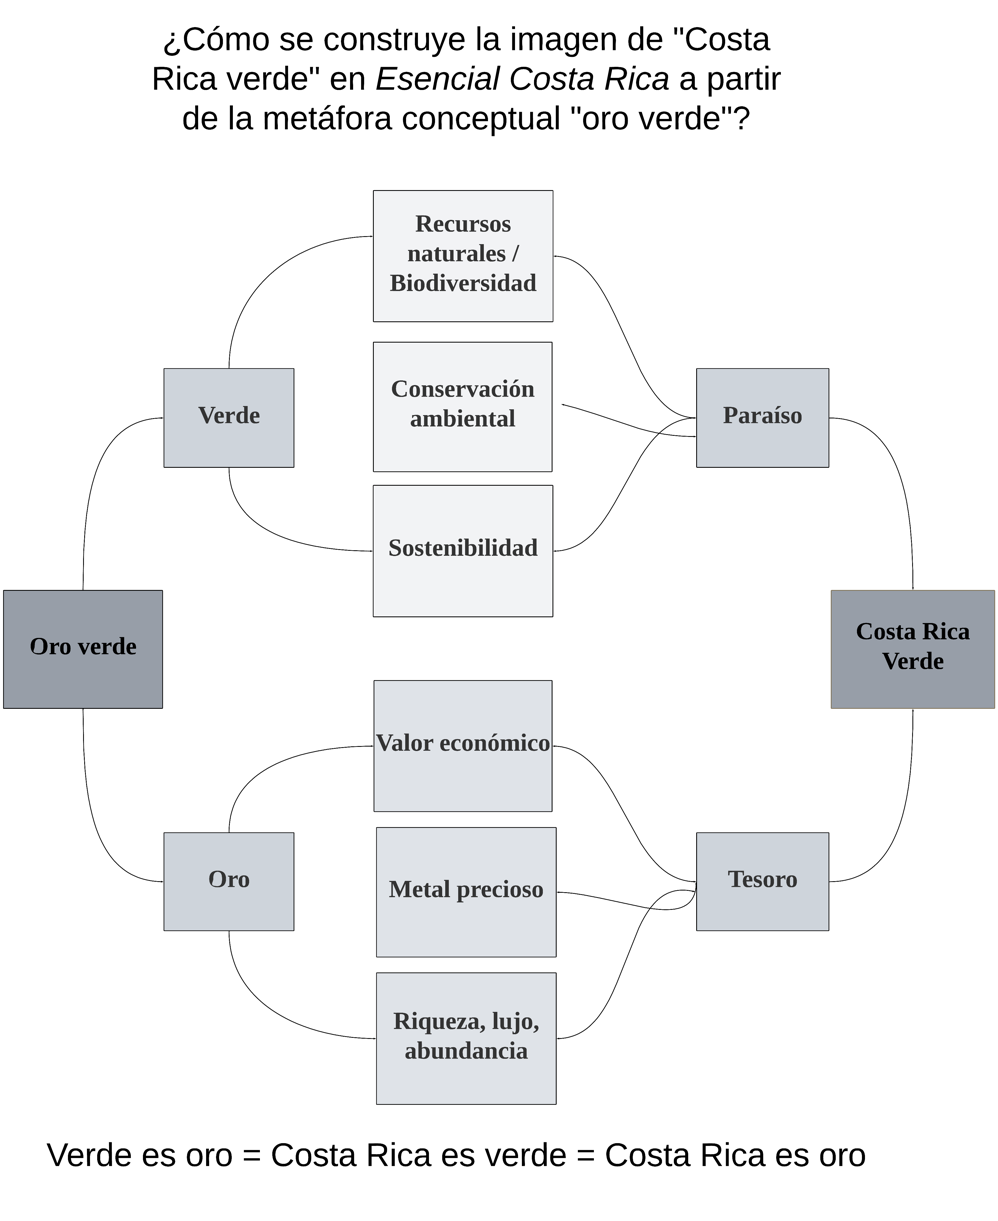 ¿Cómo se construye la imagen de "Costa
Rica verde" en Esencial Costa Rica a partir
de la metáfora conceptual "oro verde"?
Recursos
naturales /
Biodiversidad
Conservación
ambiental
Verde
Paraíso
Sostenibilidad
Oro verde
Costa Rica
Verde
Valor económico
Oro
Metal precioso
Tesoro
Riqueza, lujo,
abundancia
Verde es oro = Costa Rica es verde = Costa Rica es oro